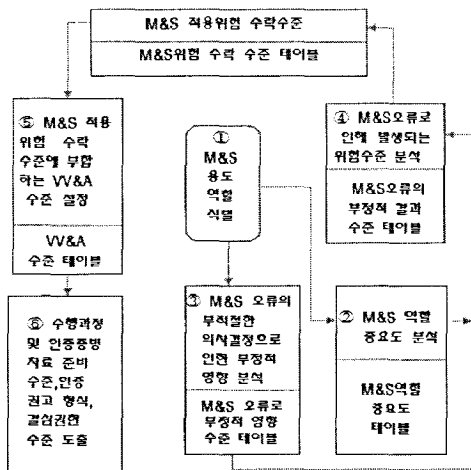 M&S 적용위험 수락수준
M&S위험 수락 수준 테이블
⑤ M&S 적용
위험 수락
수준에 부합
하는 VV&A
수준 설정
VV&A
수준 테이블
⑥ 수행과정
및 인증증빙
자료 준비
수준,인증
권고 형식,
결심권한
수준 도출
①
M&S
용도
역할
식별
④ M&S오류로
인해 발생되는
위험수준 분석
M&S오류의
부정적 결과
수준 테이블
③ M&S 오류의
부적절한
의사결정으로
인한 부정적
영향 분석
M&S 오류로
부정적 영향
수준 테이블
② M&S 역할
중요도 분석
M&S역할
중요도
테이블